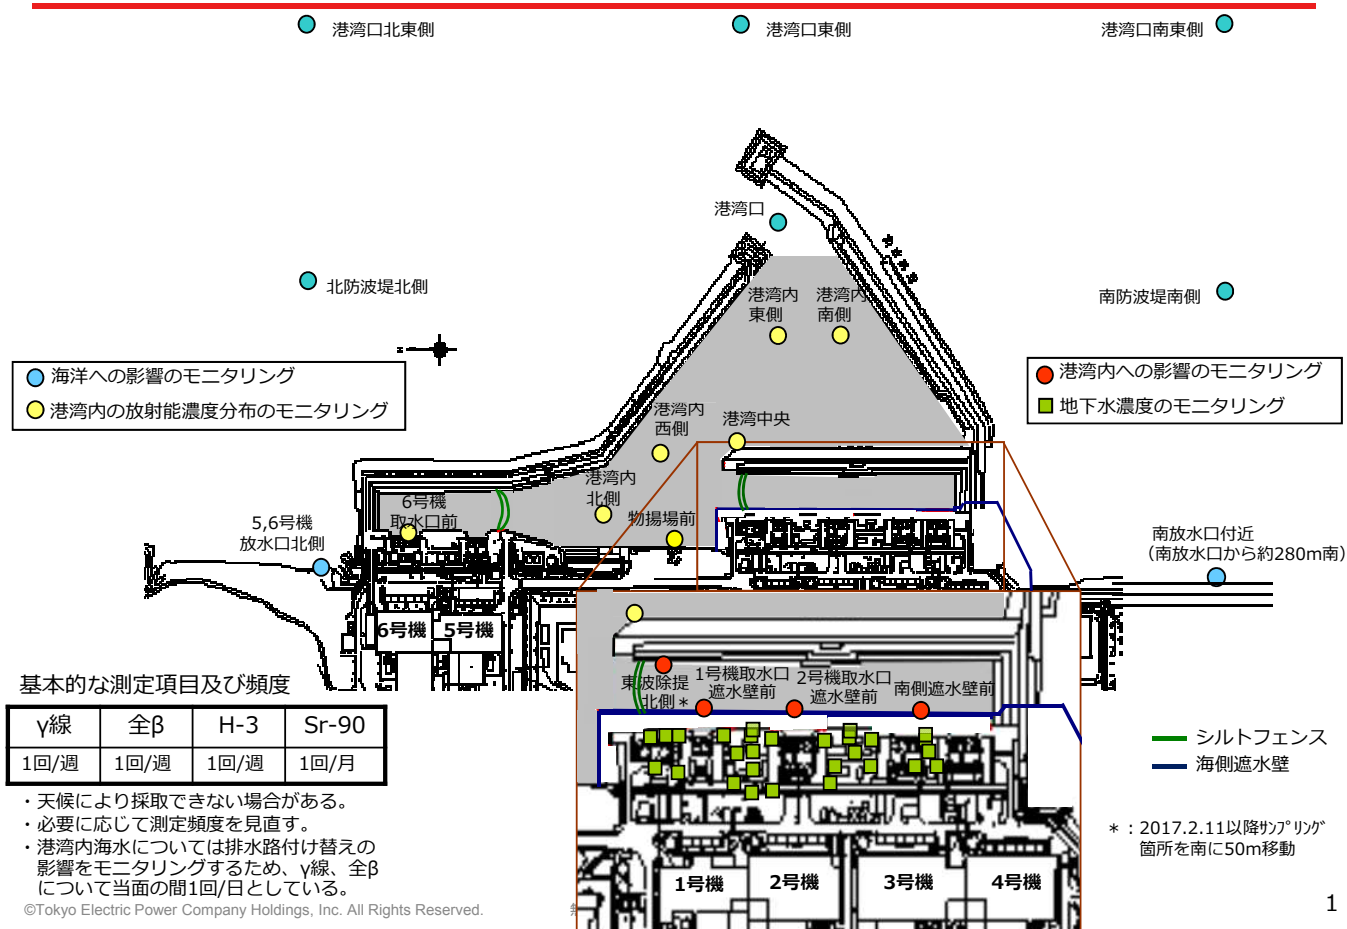 港湾口北東側
港湾口東側
港湾口南東側
港湾口
北防波堤北側
港湾内
東側
港湾内
南側
南防波堤南側
海洋への影響のモニタリング
港湾内の放射能濃度分布のモニタリング
港湾内への影響のモニタリング
地下水濃度のモニタリング
港湾内
西側
港湾中央
港湾内
北側
6号機
取水口前
物揚場前
5,6号機
放水口北側
南放水口付近
（南放水口から約280m南）
6号機
5号機
東波除堤
北側＊
1号機取水口
遮水壁前
2号機取水口
遮水壁前
南側遮水壁前
基本的な測定項目及び頻度
γ線 全β H-3 Sr-90
1回/週 1回/週 1回/週 1回/月
シルトフェンス
海側遮水壁
・天候により採取できない場合がある。
・必要に応じて測定頻度を見直す。
・港湾内海水については排水路付け替えの
影響をモニタリングするため、γ線、全β
について当面の間1回/日としている。
＊：2017.2.11以降ｻﾝﾌﾟﾘﾝｸﾞ
箇所を南に50m移動
1号機
2号機
3号機
4号機
©Tokyo Electric Power Company Holdings, Inc. All Rights Reserved.
1